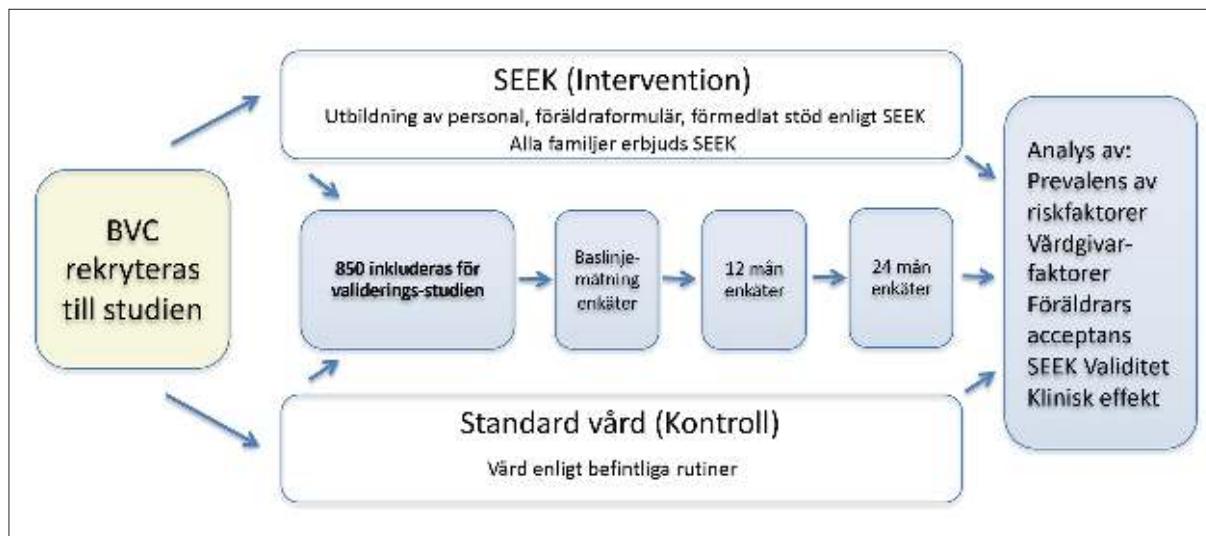 SEEK (Intervention)
Utbildning av personal, föräldraformulär, förmedlat stöd enligt SEEK
Alla familjer erbjuds SEEK
BVC
rekryteras
till studien
850 inkluderas för
validerings-studien
Baslinje-
mätning
enkäter
12 mån
enkäter
24 mån
enkäter
Standard vård (Kontroll)
Vård enligt befintliga rutiner
Analys av:
Prevalens av
riskfaktorer
Vårdgivar-
faktorer
Föräldrars
acceptans
SEEK Validitet
Klinisk effekt